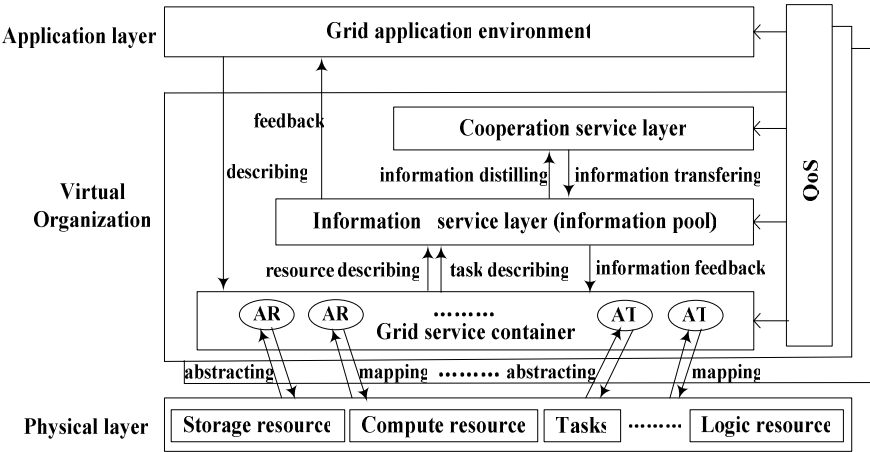 Application layer
Grid application environment
feedback
Cooperation service layer
describing
information distilling
information transfering
QoS
Virtual
Organization
Information service layer (information pool)
resource describing
task describing
information feedback
AR
AR
………
AT
AT
Grid service container
abstracting
mapping
………
abstracting
mapping
Physical layer
Storage resource
Compute resource
Tasks
………
Logic resource